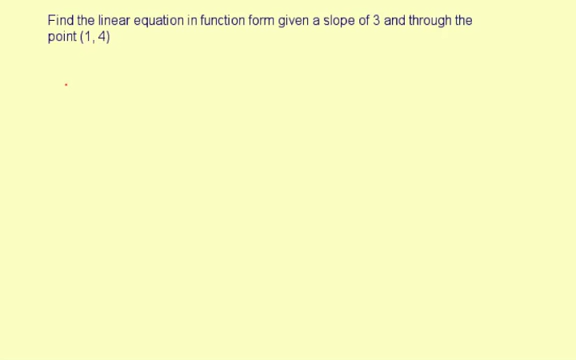 Find the linear equation in function form given a slope of 3 and through the
point (1, 4)